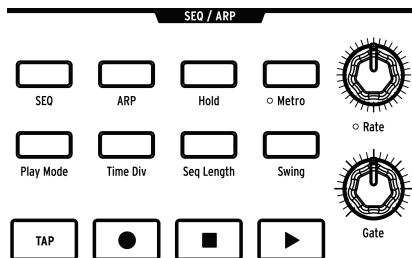 SEQ / ARP
SEQ
ARP
Hold
○ Metro
○ Rate
Play Mode
Time Div
Seq Length
Swing
Gate
TAP